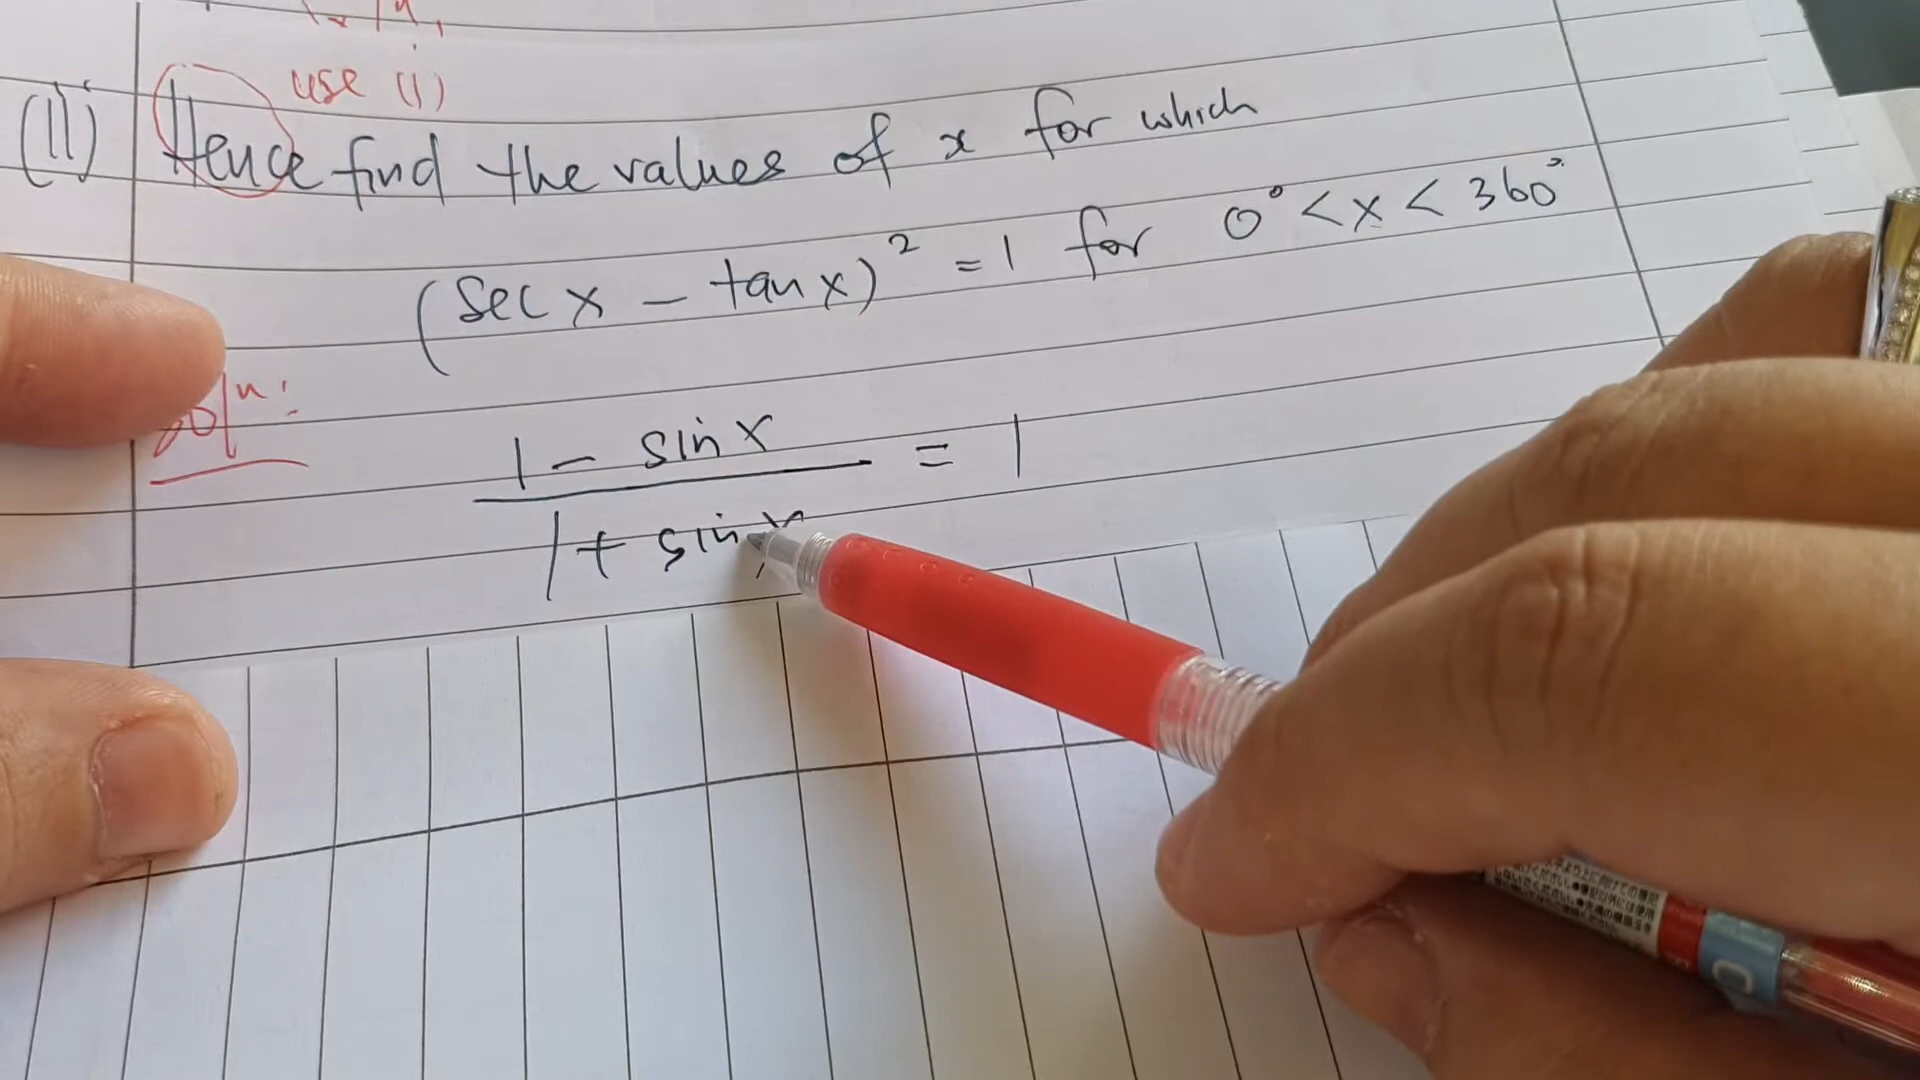 use (i)
(ii) Hence find the values of x for which
(sec x - tan x)² = 1 for 0° < x < 360°
Sol/n:
1 - sin x
= 1
1 + sin x